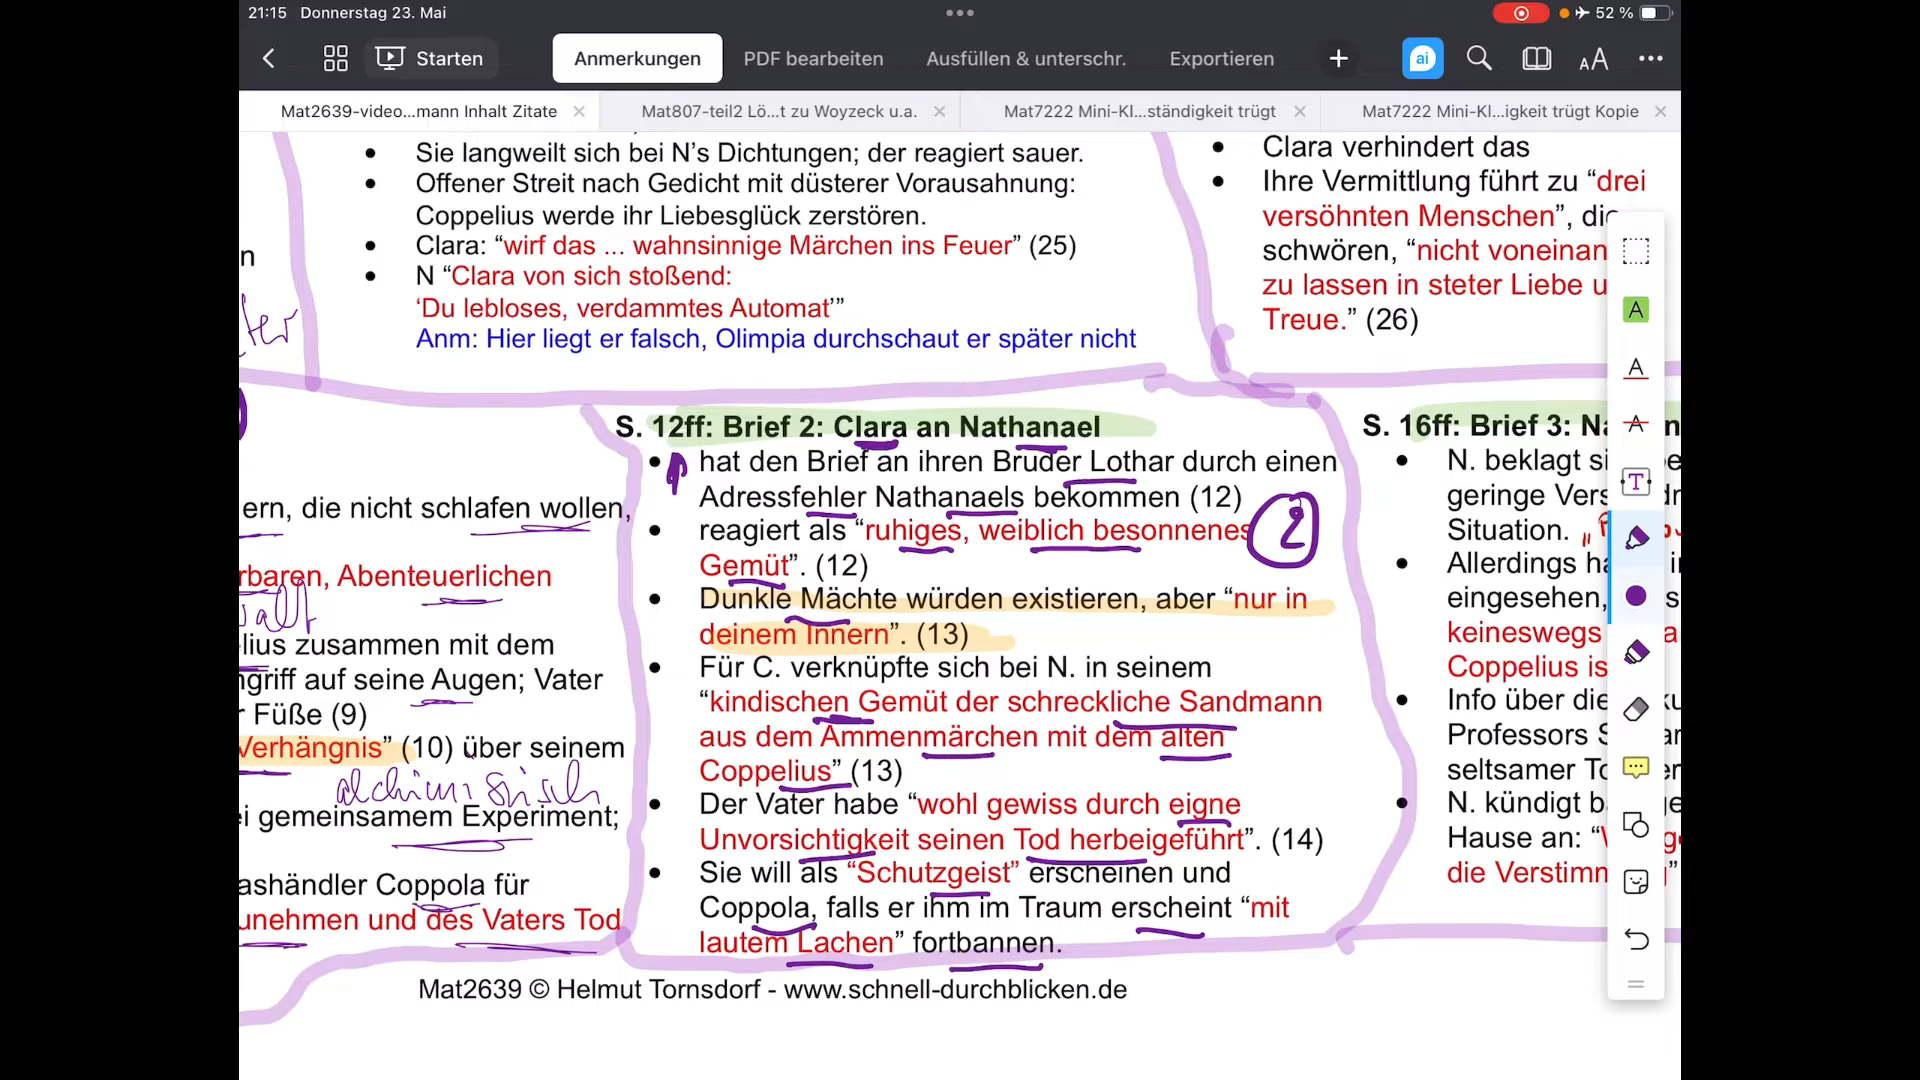 21:15 Donnerstag 23. Mai
52 %
Starten
Anmerkungen
PDF bearbeiten
Ausfüllen & unterschr.
Exportieren
ai
AA
Mat2639-video...mann Inhalt Zitate
Mat807-teil2 Lö...t zu Woyzeck u.a.
Mat7222 Mini-Kl...ständigkeit trügt
Mat7222 Mini-Kl...igkeit trügt Kopie
• Sie langweilt sich bei N's Dichtungen; der reagiert sauer.
• Offener Streit nach Gedicht mit düsterer Vorausahnung:
Coppelius werde ihr Liebesglück zerstören.
• Clara: “wirf das ... wahnsinnige Märchen ins Feuer” (25)
• N “Clara von sich stoßend:
‘Du lebloses, verdammtes Automat’”
Anm: Hier liegt er falsch, Olimpia durchschaut er später nicht
• Clara verhindert das
• Ihre Vermittlung führt zu “drei
versöhnten Menschen”, die
schwören, “nicht voneinan
zu lassen in steter Liebe u
Treue.” (26)
n
ern, die nicht schlafen wollen,
rbaren, Abenteuerlichen
walt
elius zusammen mit dem
ngriff auf seine Augen; Vater
r Füße (9)
Verhängnis” (10) über seinem
alchimistisch
ei gemeinsamem Experiment;
ashändler Coppola für
unehmen und des Vaters Tod
S. 12ff: Brief 2: Clara an Nathanael
• hat den Brief an ihren Bruder Lothar durch einen
Adressfehler Nathanaels bekommen (12)
• reagiert als “ruhiges, weiblich besonnenes
Gemüt”. (12)
2
• Dunkle Mächte würden existieren, aber “nur in
deinem Innern”. (13)
• Für C. verknüpfte sich bei N. in seinem
“kindischen Gemüt der schreckliche Sandmann
aus dem Ammenmärchen mit dem alten
Coppelius” (13)
• Der Vater habe “wohl gewiss durch eigne
Unvorsichtigkeit seinen Tod herbeigeführt”. (14)
• Sie will als “Schutzgeist” erscheinen und
Coppola, falls er ihm im Traum erscheint “mit
lautem Lachen” fortbannen.
S. 16ff: Brief 3: Na
• N. beklagt si
geringe Vers
Situation.
• Allerdings ha
eingesehen,
keineswegs
Coppelius is
• Info über die
Professors S
seltsamer To
• N. kündigt b
Hause an: “
die Verstimm
Mat2639 © Helmut Tornsdorf - www.schnell-durchblicken.de
A
A
A
T